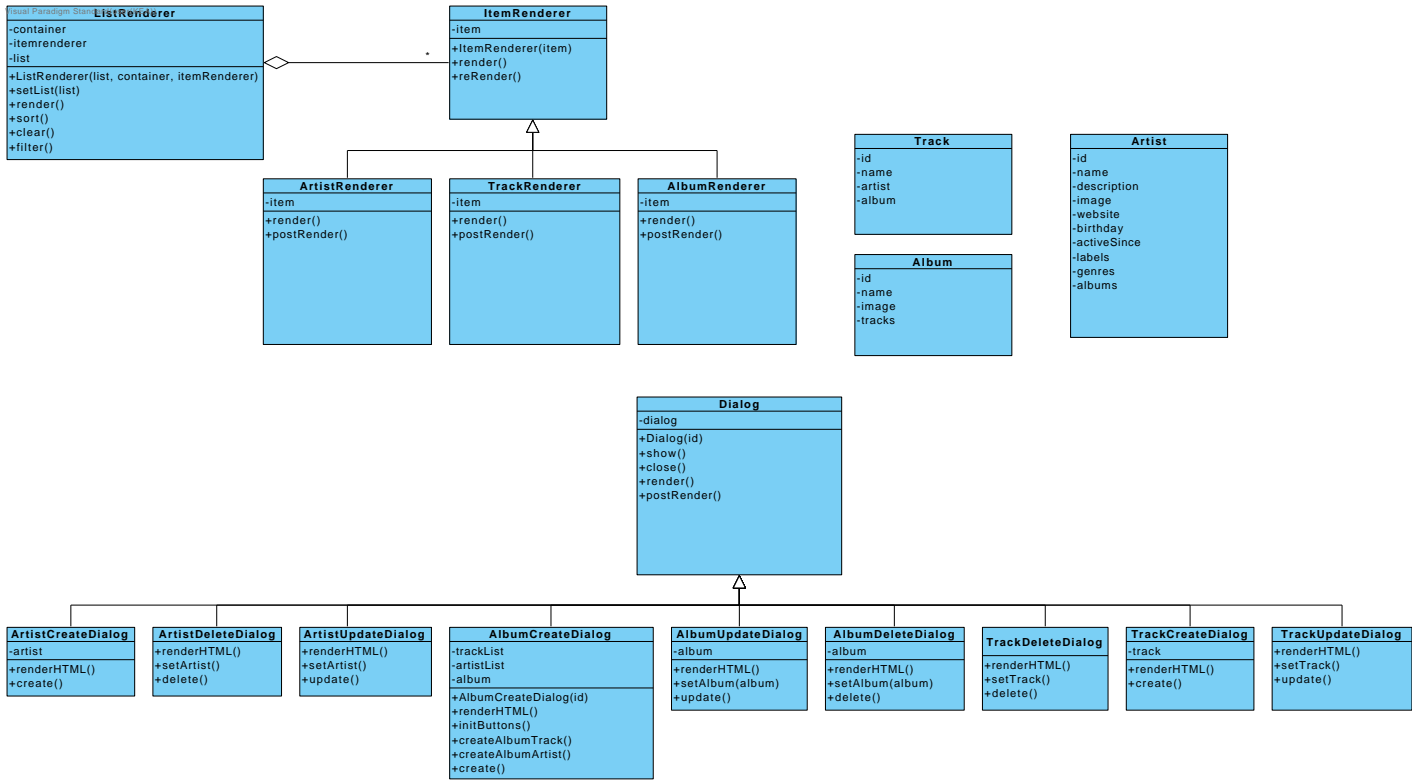 Visual Paradigm Standard
ListRenderer
-container
-itemrenderer
-list
+ListRenderer(list, container, itemRenderer)
+setList(list)
+render()
+sort()
+clear()
+filter()
*
ItemRenderer
-item
+ItemRenderer(item)
+render()
+reRender()
ArtistRenderer
-item
+render()
+postRender()
TrackRenderer
-item
+render()
+postRender()
AlbumRenderer
-item
+render()
+postRender()
Track
-id
-name
-artist
-album
Artist
-id
-name
-description
-image
-website
-birthday
-activeSince
-labels
-genres
-albums
Album
-id
-name
-image
-tracks
Dialog
-dialog
+Dialog(id)
+show()
+close()
+render()
+postRender()
ArtistCreateDialog
-artist
+renderHTML()
+create()
ArtistDeleteDialog
+renderHTML()
+setArtist()
+delete()
ArtistUpdateDialog
+renderHTML()
+setArtist()
+update()
AlbumCreateDialog
-trackList
-artistList
-album
+AlbumCreateDialog(id)
+renderHTML()
+initButtons()
+createAlbumTrack()
+createAlbumArtist()
+create()
AlbumUpdateDialog
-album
+renderHTML()
+setAlbum(album)
+update()
AlbumDeleteDialog
-album
+renderHTML()
+setAlbum(album)
+delete()
TrackDeleteDialog
+renderHTML()
+setTrack()
+delete()
TrackCreateDialog
-track
+renderHTML()
+create()
TrackUpdateDialog
+renderHTML()
+setTrack()
+update()